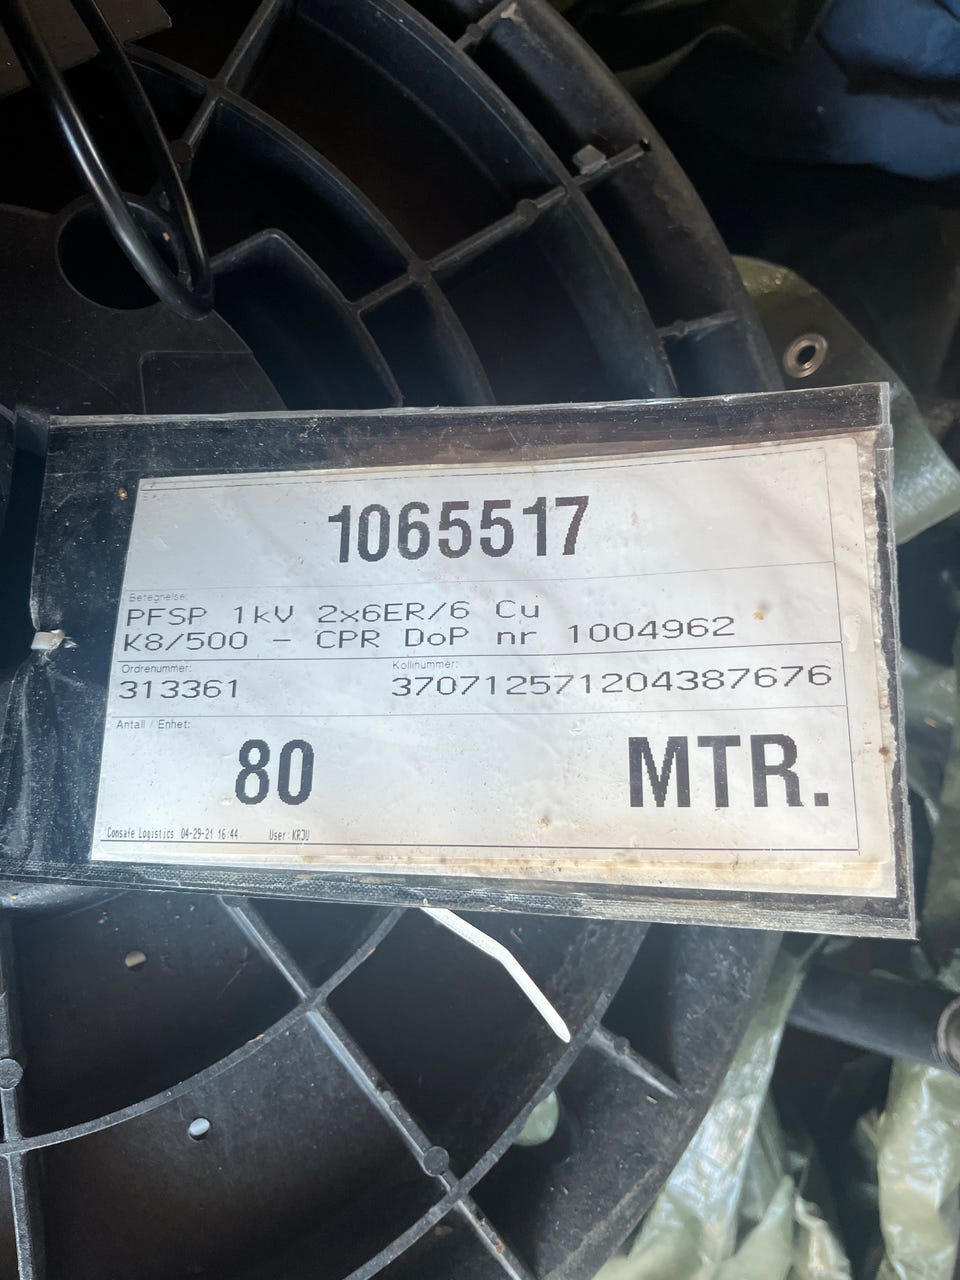 1065517
Betegnelse:
PFSP 1kV 2x6ER/6 Cu
K8/500 - CPR DoP nr 1004962
Ordrenummer: Kollinummer:
313361 370712571204387676
Antall / Enhet:
80 MTR.
Consafe Logistics 04-29-21 16:44 User: KRJU